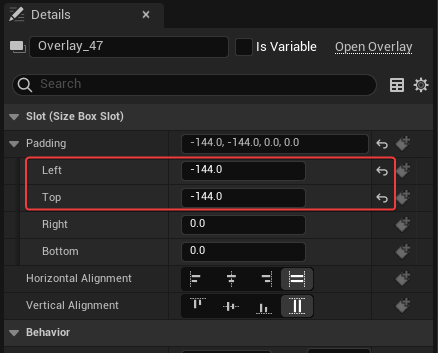 Details
Overlay_47
Is Variable
Open Overlay
Search
Slot (Size Box Slot)
Padding
-144.0, -144.0, 0.0, 0.0
Left
-144.0
Top
-144.0
Right
0.0
Bottom
0.0
Horizontal Alignment
Vertical Alignment
Behavior